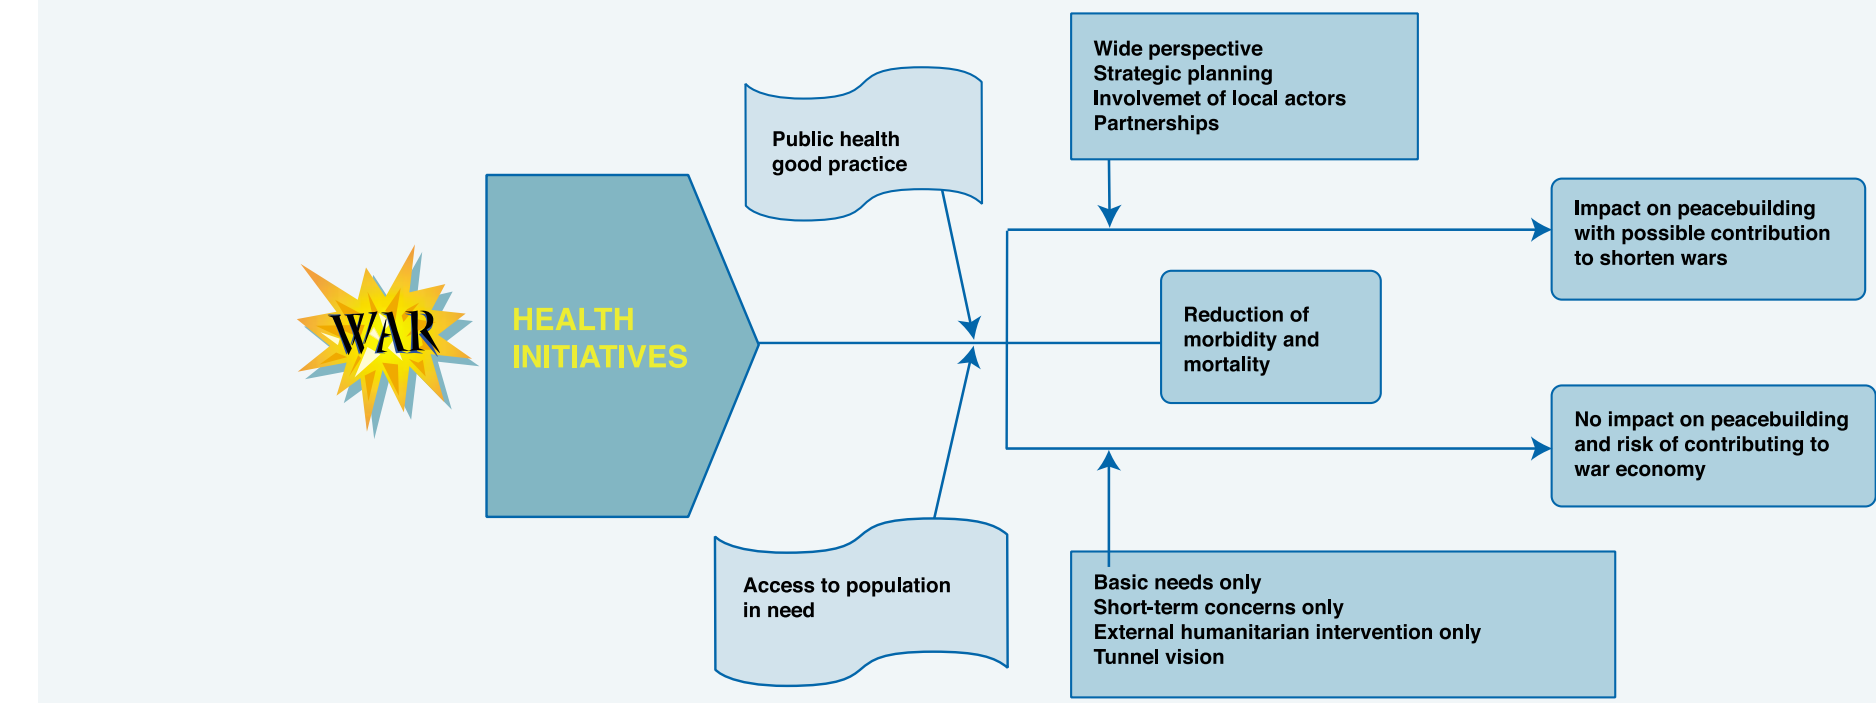 Wide perspective
Strategic planning
Involvemet of local actors
Partnerships
Public health
good practice
Impact on peacebuilding
with possible contribution
to shorten wars
WAR
HEALTH
INITIATIVES
Reduction of
morbidity and
mortality
No impact on peacebuilding
and risk of contributing to
war economy
Access to population
in need
Basic needs only
Short-term concerns only
External humanitarian intervention only
Tunnel vision